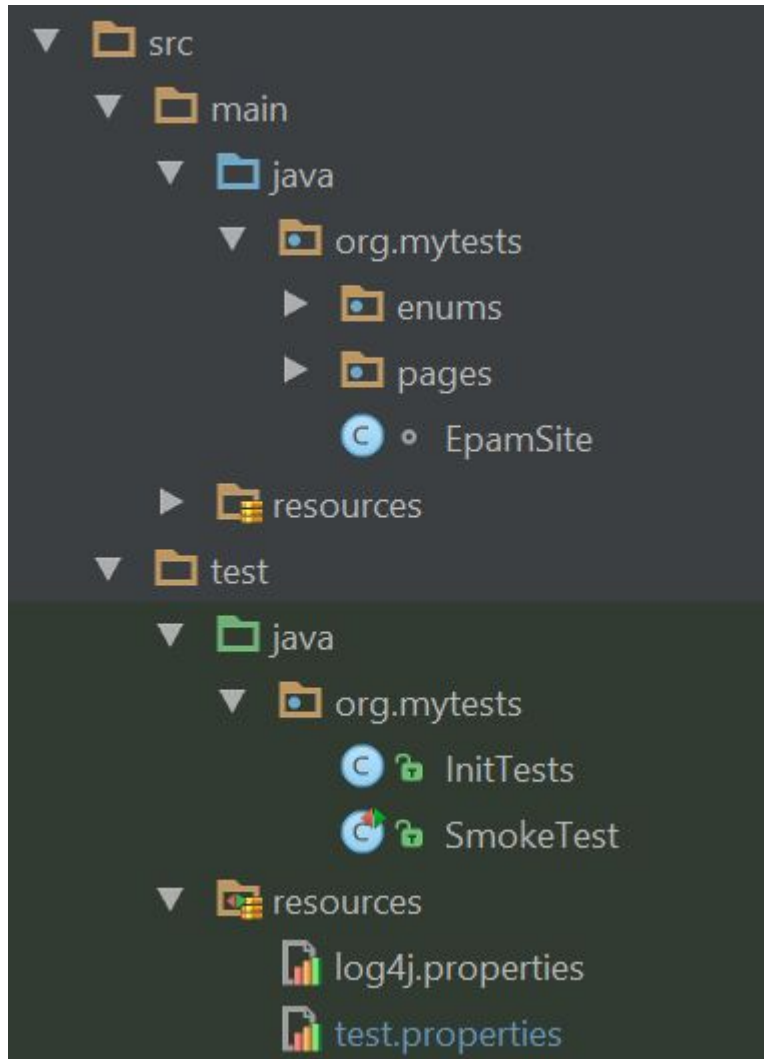 src
main
java
org.mytests
enums
pages
EpamSite
resources
test
java
org.mytests
InitTests
SmokeTest
resources
log4j.properties
test.properties